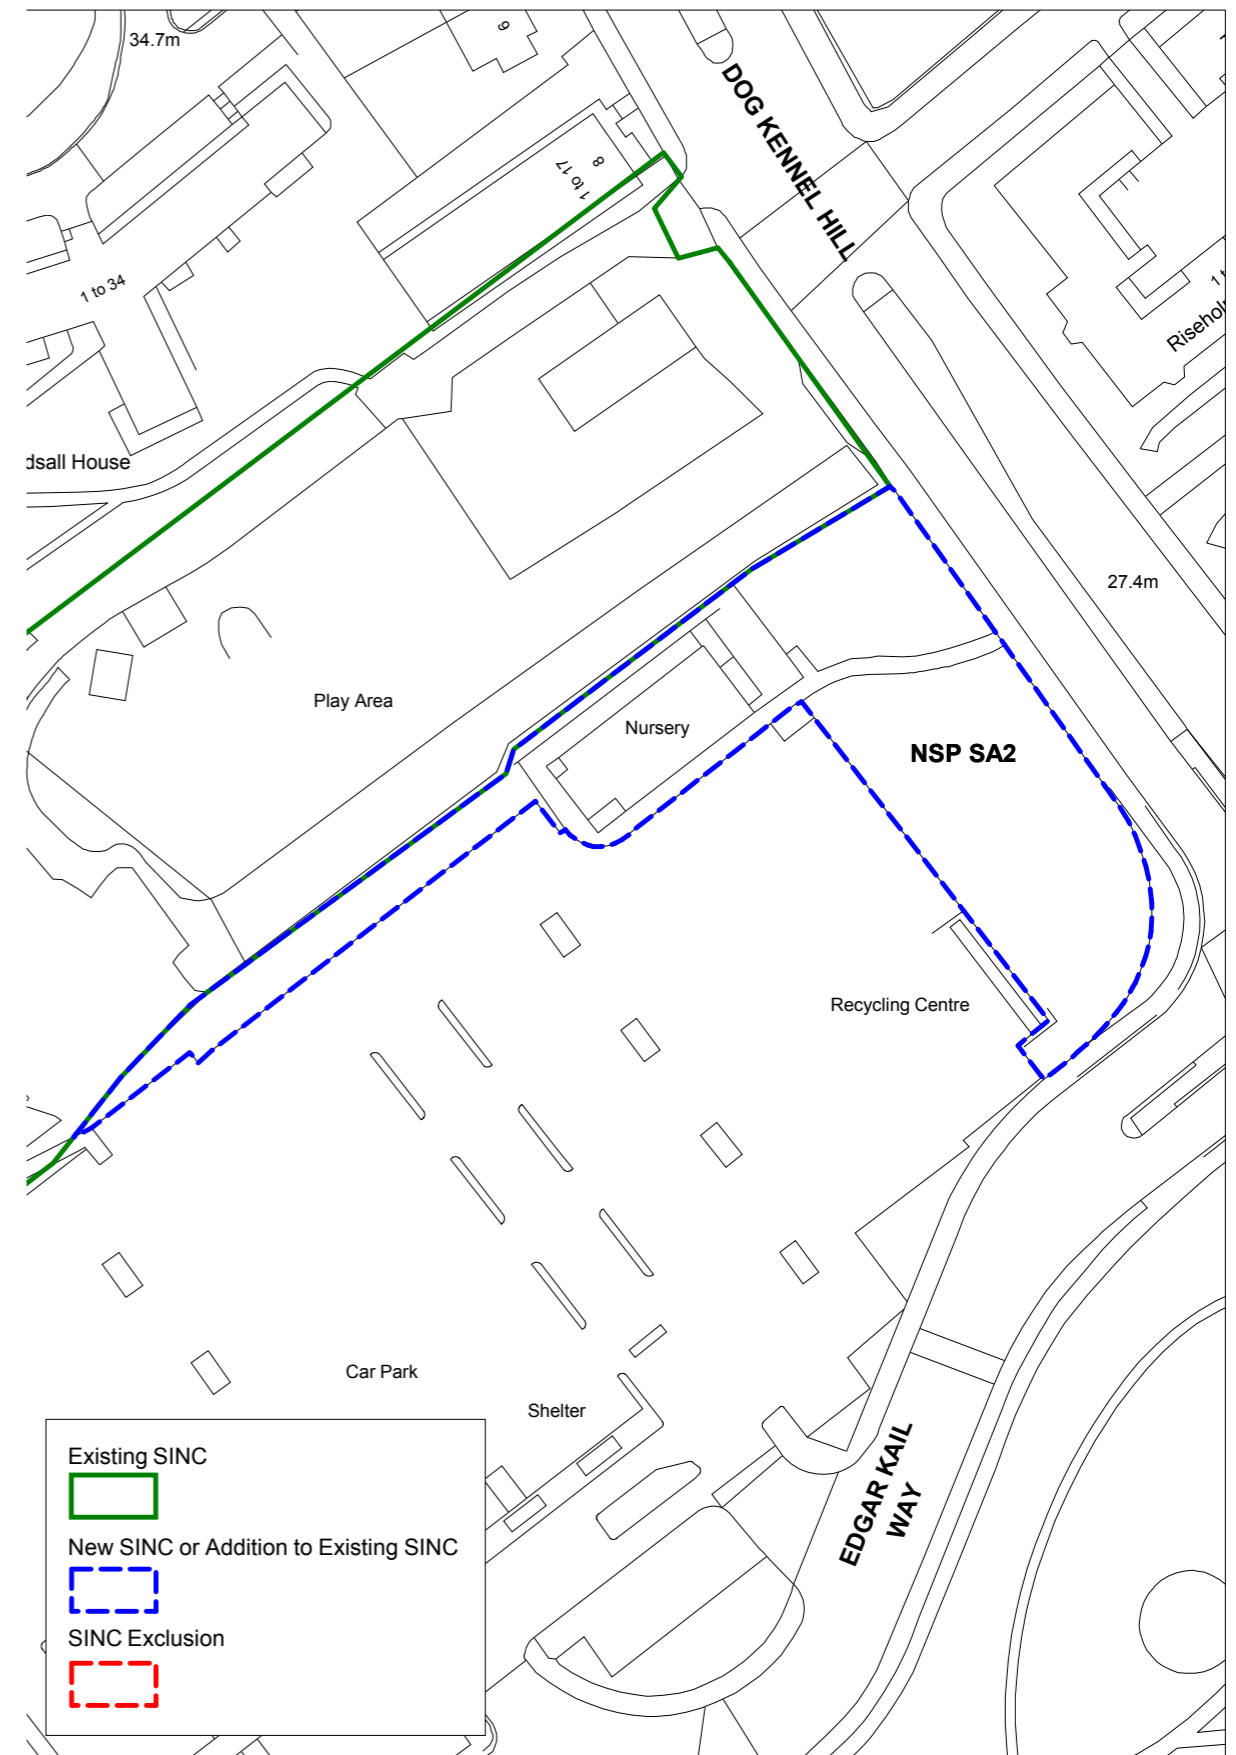 34.7m
9
DOG KENNEL HILL
8
1 to 17
1 to 34
dsall House
27.4m
Play Area
Nursery
NSP SA2
Recycling Centre
Car Park
Shelter
EDGAR KAIL
WAY
Existing SINC
New SINC or Addition to Existing SINC
SINC Exclusion